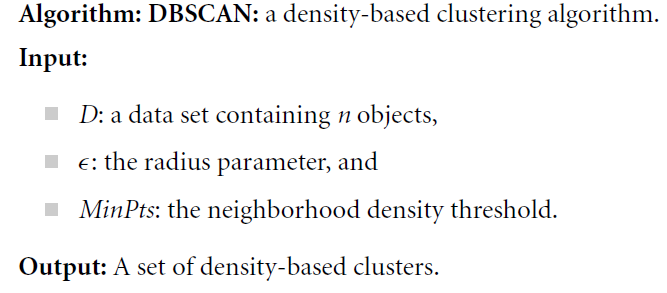 Algorithm: DBSCAN: a density-based clustering algorithm.
Input:
D: a data set containing n objects,
ϵ: the radius parameter, and
MinPts: the neighborhood density threshold.
Output: A set of density-based clusters.